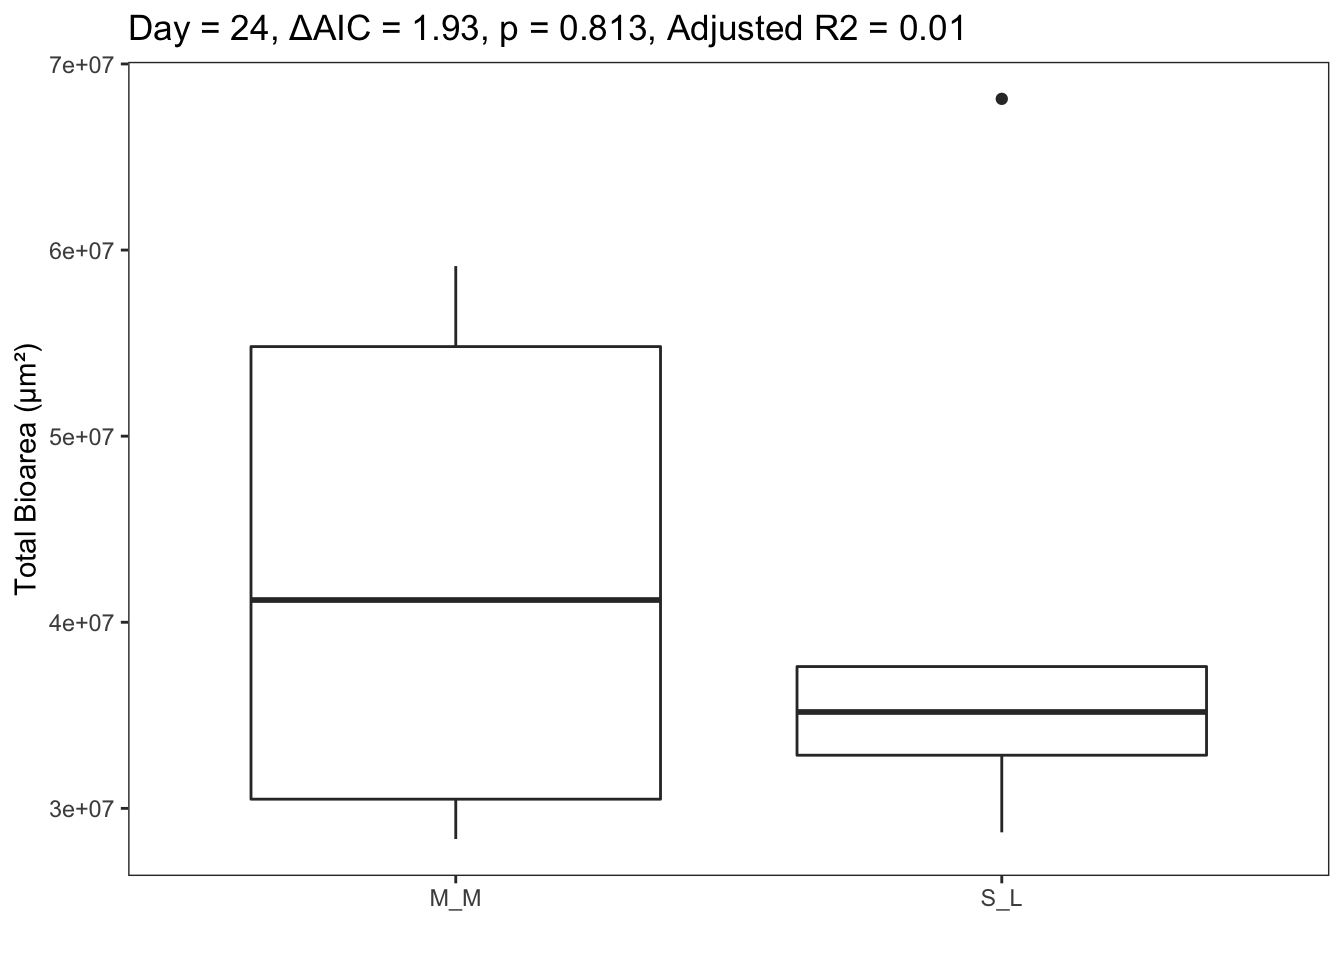 Day = 24, ΔAIC = 1.93, p = 0.813, Adjusted R2 = 0.01
7e+07
6e+07
5e+07
4e+07
3e+07
Total Bioarea (µm²)
M_M
S_L